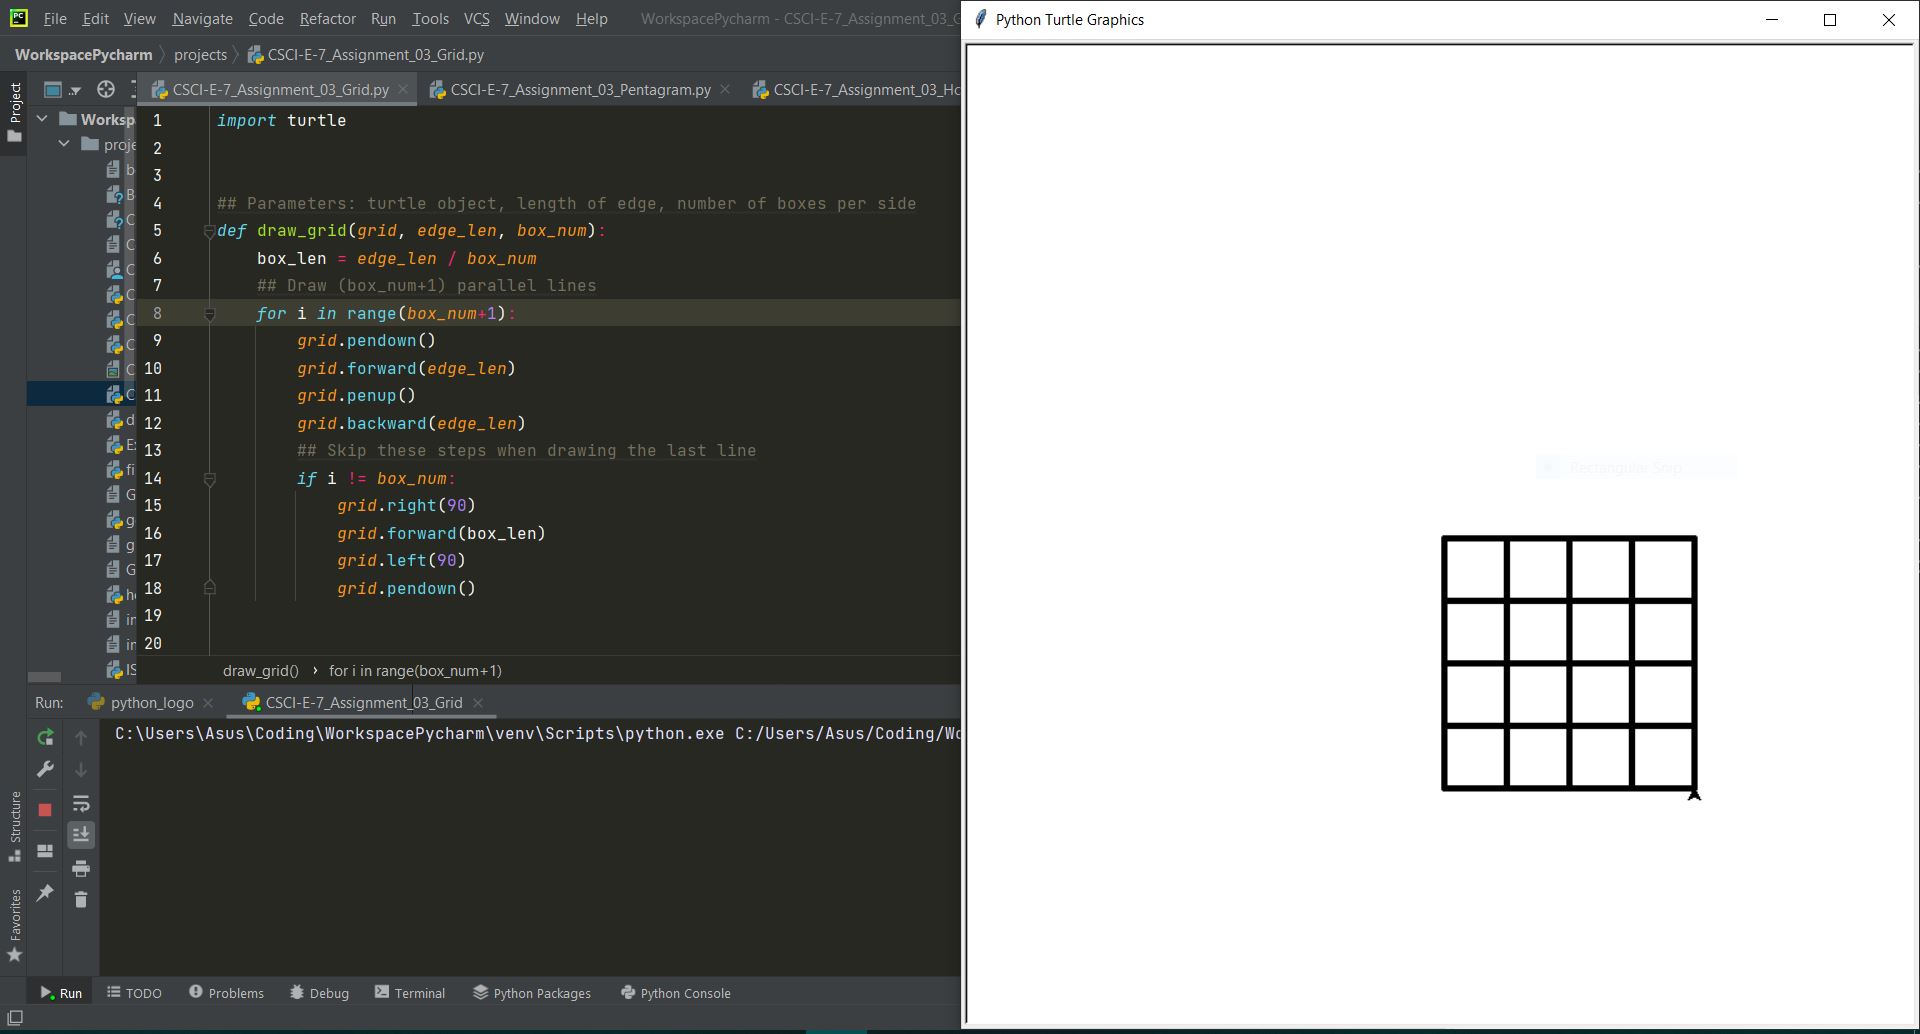 PC File Edit View Navigate Code Refactor Run Tools VCS Window Help WorkspacePycharm - CSCI-E-7_Assignment_03_G
Python Turtle Graphics
WorkspacePycharm projects CSCI-E-7_Assignment_03_Grid.py
Project
CSCI-E-7_Assignment_03_Grid.py CSCI-E-7_Assignment_03_Pentagram.py CSCI-E-7_Assignment_03_Ho
Worksp
proje
b
B
C
C
C
C
C
C
C
C
d
Ex
fi
G
g
g
G
he
in
in
IS
1 import turtle
2
3
4 ## Parameters: turtle object, length of edge, number of boxes per side
5 def draw_grid(grid, edge_len, box_num):
6 box_len = edge_len / box_num
7 ## Draw (box_num+1) parallel lines
8 for i in range(box_num+1):
9 grid.pendown()
10 grid.forward(edge_len)
11 grid.penup()
12 grid.backward(edge_len)
13 ## Skip these steps when drawing the last line
14 if i != box_num:
15 grid.right(90)
16 grid.forward(box_len)
17 grid.left(90)
18 grid.pendown()
19
20
draw_grid() › for i in range(box_num+1)
Rectangular Snip
Run: python_logo CSCI-E-7_Assignment_03_Grid
C:\Users\Asus\Coding\WorkspacePycharm\venv\Scripts\python.exe C:/Users/Asus/Coding/Wo
Structure
Favorites
Run TODO Problems Debug Terminal Python Packages Python Console